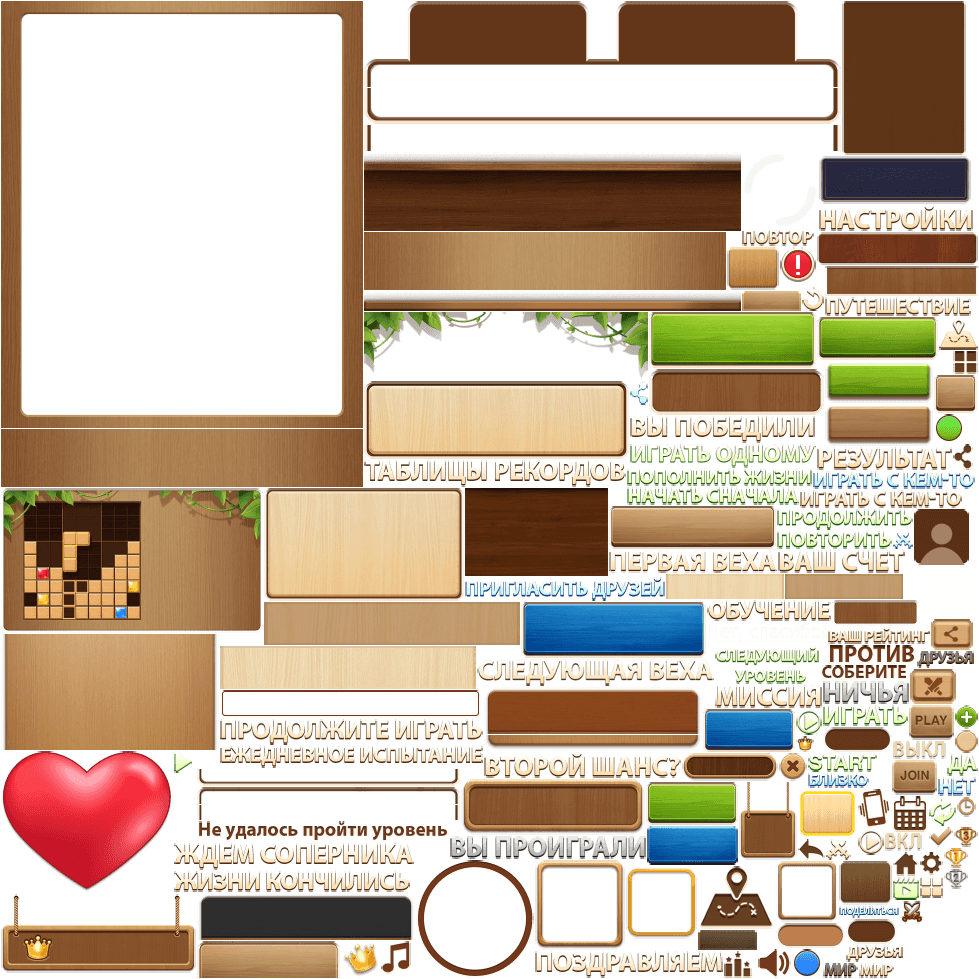 НАСТРОЙКИ
ПОВТОР
ПУТЕШЕСТВИЕ
ВЫ ПОБЕДИЛИ
ИГРАТЬ ОДНОМУ
РЕЗУЛЬТАТ
ТАБЛИЦЫ РЕКОРДОВ
ПОПОЛНИТЬ ЖИЗНИ
ИГРАТЬ С КЕМ-ТО
НАЧАТЬ СНАЧАЛА
ИГРАТЬ С КЕМ-ТО
ПРОДОЛЖИТЬ
ПОВТОРИТЬ
ПЕРВАЯ ВЕХА
ВАШ СЧЕТ
ПРИГЛАСИТЬ ДРУЗЕЙ
ОБУЧЕНИЕ
ВАШ РЕЙТИНГ
ПРОТИВ
ДРУЗЬЯ
СЛЕДУЮЩИЙ
УРОВЕНЬ
СОБЕРИТЕ
СЛЕДУЮЩАЯ ВЕХА
МИССИЯ
НИЧЬЯ
ИГРАТЬ
PLAY
ПРОДОЛЖИТЕ ИГРАТЬ
ЕЖЕДНЕВНОЕ ИСПЫТАНИЕ
ВЫКЛ
ВТОРОЙ ШАНС?
START
БЛИЗКО
ДА
JOIN
НЕТ
Не удалось пройти уровень
ВЫ ПРОИГРАЛИ
ВКЛ
3
ЖДЕМ СОПЕРНИКА
1
ЖИЗНИ КОНЧИЛИСЬ
2
ПОДЕЛИТЬСЯ
ДРУЗЬЯ
ПОЗДРАВЛЯЕМ
МИР
МИР